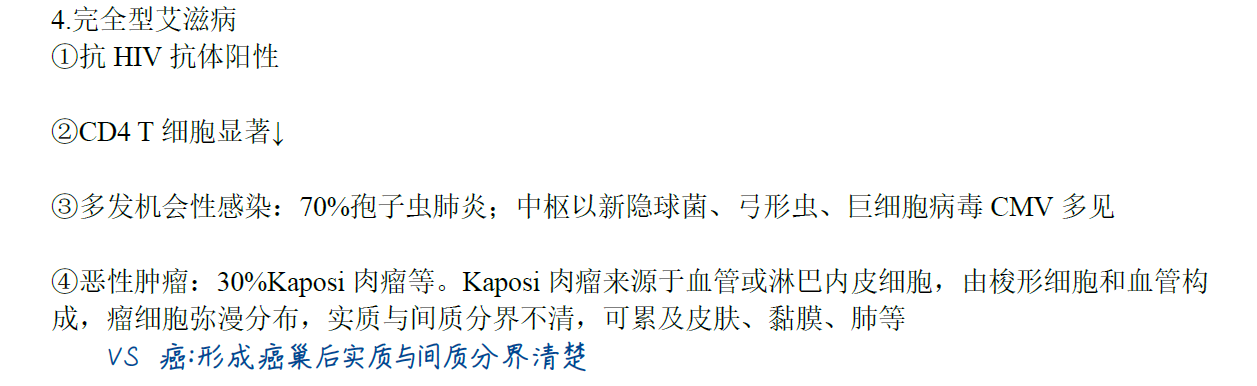 4.完全型艾滋病
①抗 HIV 抗体阳性
②CD4 T 细胞显著↓
③多发机会性感染：70%孢子虫肺炎；中枢以新隐球菌、弓形虫、巨细胞病毒 CMV 多见
④恶性肿瘤：30%Kaposi 肉瘤等。Kaposi 肉瘤来源于血管或淋巴内皮细胞，由梭形细胞和血管构
成，瘤细胞弥漫分布，实质与间质分界不清，可累及皮肤、黏膜、肺等
VS 癌:形成癌巢后实质与间质分界清楚